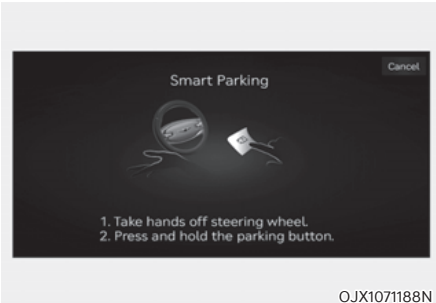 Cancel
Smart Parking
1. Take hands off steering wheel.
2. Press and hold the parking button.
OJX1071188N